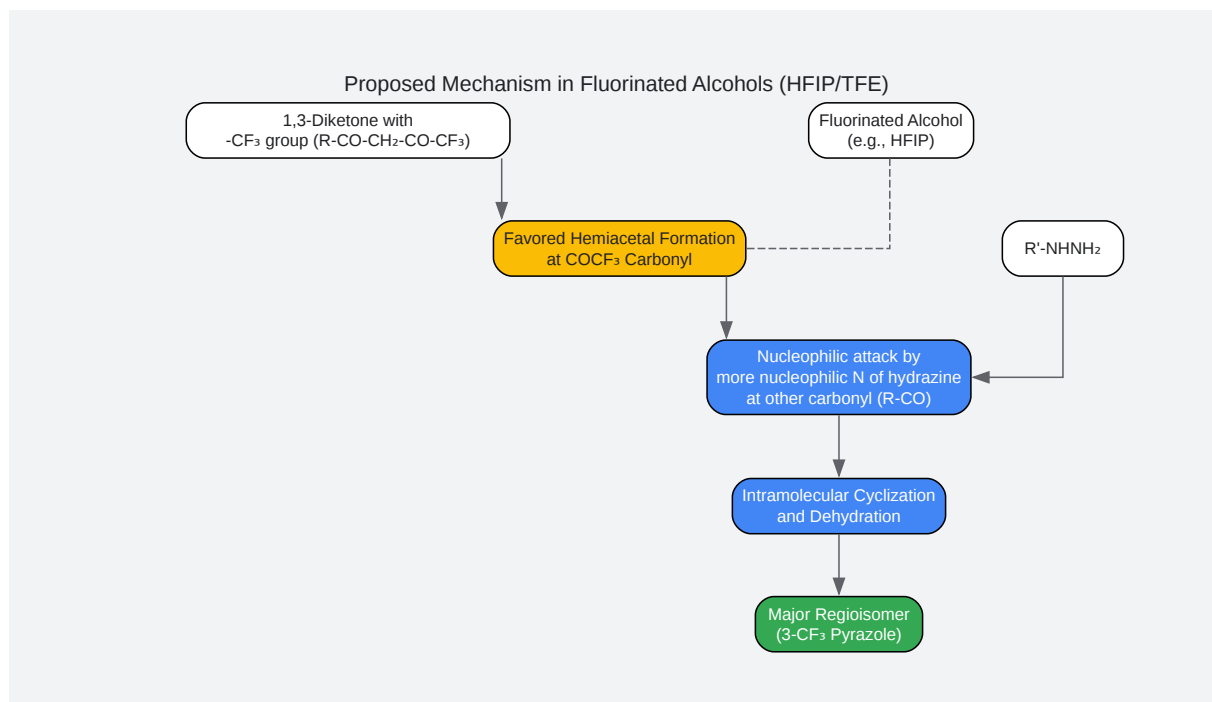 Proposed Mechanism in Fluorinated Alcohols (HFIP/TFE)
1,3-Diketone with
-CF₃ group (R-CO-CH₂-CO-CF₃)
Fluorinated Alcohol
(e.g., HFIP)
Favored Hemiacetal Formation
at COCF₃ Carbonyl
R'-NHNH₂
Nucleophilic attack by
more nucleophilic N of hydrazine
at other carbonyl (R-CO)
Intramolecular Cyclization
and Dehydration
Major Regioisomer
(3-CF₃ Pyrazole)